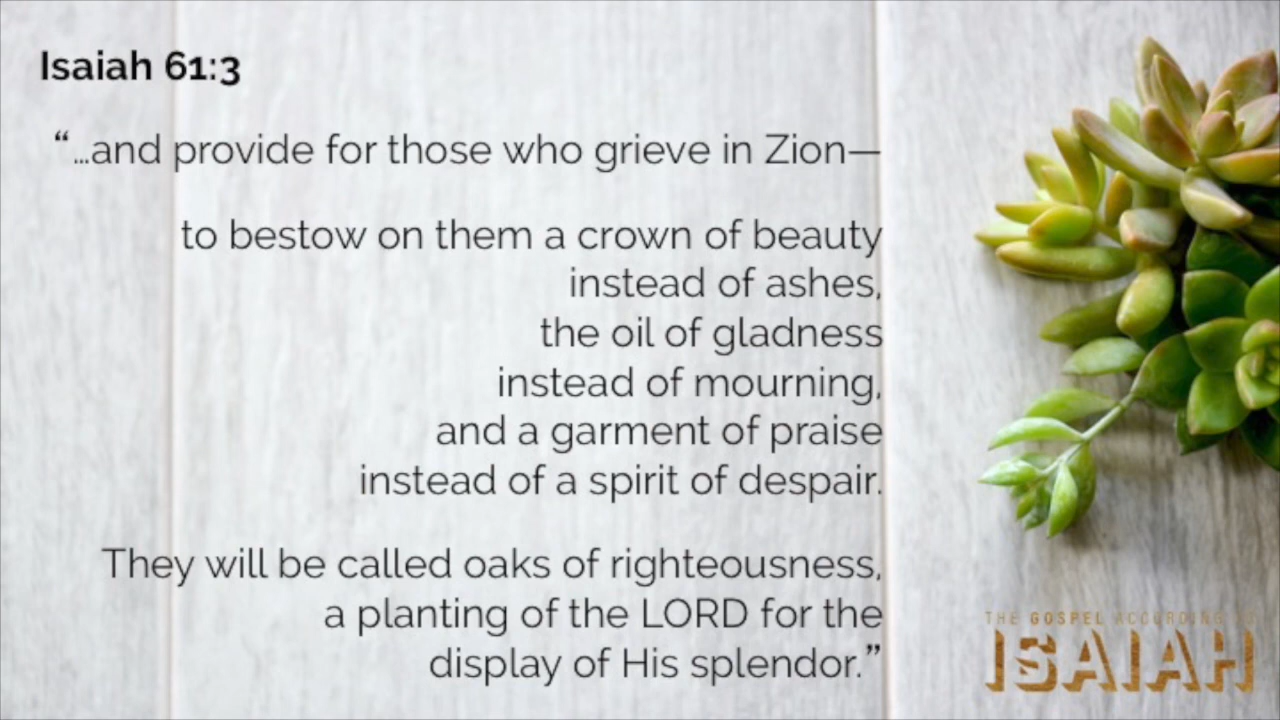 Isaiah 61:3
“...and provide for those who grieve in Zion—
to bestow on them a crown of beauty
instead of ashes,
the oil of gladness
instead of mourning,
and a garment of praise
instead of a spirit of despair.
They will be called oaks of righteousness,
a planting of the LORD for the
display of His splendor.”
THE GOSPEL ACCORDING TO
ISAIAH